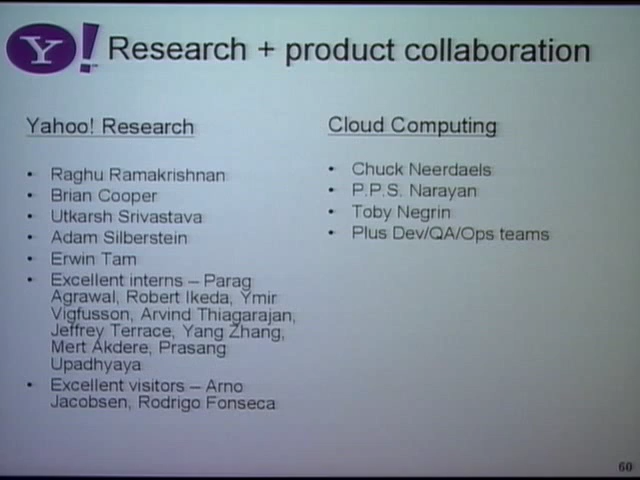 Y! Research + product collaboration
Yahoo! Research
• Raghu Ramakrishnan
• Brian Cooper
• Utkarsh Srivastava
• Adam Silberstein
• Erwin Tam
• Excellent interns – Parag
Agrawal, Robert Ikeda, Ymir
Vigfusson, Arvind Thiagarajan,
Jeffrey Terrace, Yang Zhang,
Mert Akdere, Prasang
Upadhyaya
• Excellent visitors – Arno
Jacobsen, Rodrigo Fonseca
Cloud Computing
• Chuck Neerdaels
• P.P.S. Narayan
• Toby Negrin
• Plus Dev/QA/Ops teams
60